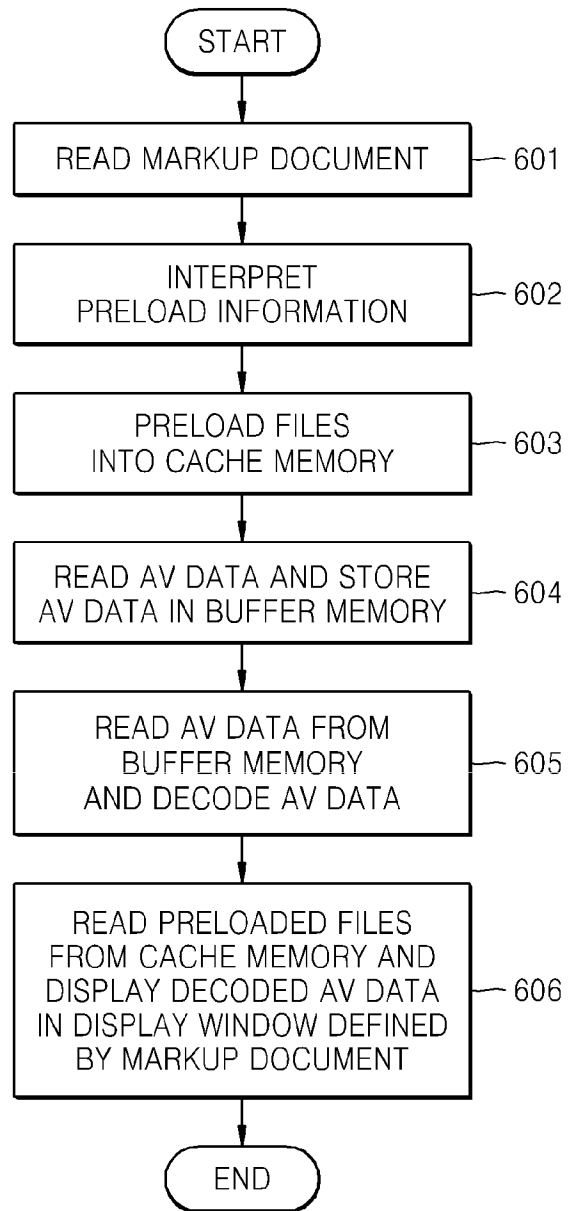 START
READ MARKUP DOCUMENT
601
INTERPRET
PRELOAD INFORMATION
602
PRELOAD FILES
INTO CACHE MEMORY
603
READ AV DATA AND STORE
AV DATA IN BUFFER MEMORY
604
READ AV DATA FROM
BUFFER MEMORY
AND DECODE AV DATA
605
READ PRELOADED FILES
FROM CACHE MEMORY AND
DISPLAY DECODED AV DATA
IN DISPLAY WINDOW DEFINED
BY MARKUP DOCUMENT
606
END